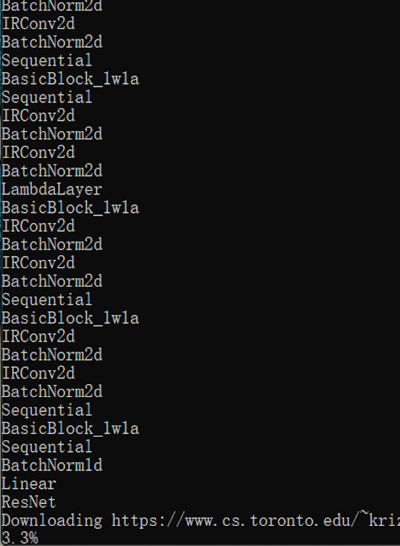 BatchNorm2d
IRConv2d
BatchNorm2d
Sequential
BasicBlock_1w1a
Sequential
IRConv2d
BatchNorm2d
IRConv2d
BatchNorm2d
LambdaLayer
BasicBlock_1w1a
IRConv2d
BatchNorm2d
IRConv2d
BatchNorm2d
Sequential
BasicBlock_1w1a
IRConv2d
BatchNorm2d
IRConv2d
BatchNorm2d
Sequential
BasicBlock_1w1a
Sequential
BatchNorm1d
Linear
ResNet
Downloading https://www.cs.toronto.edu/~kriz
3.3%